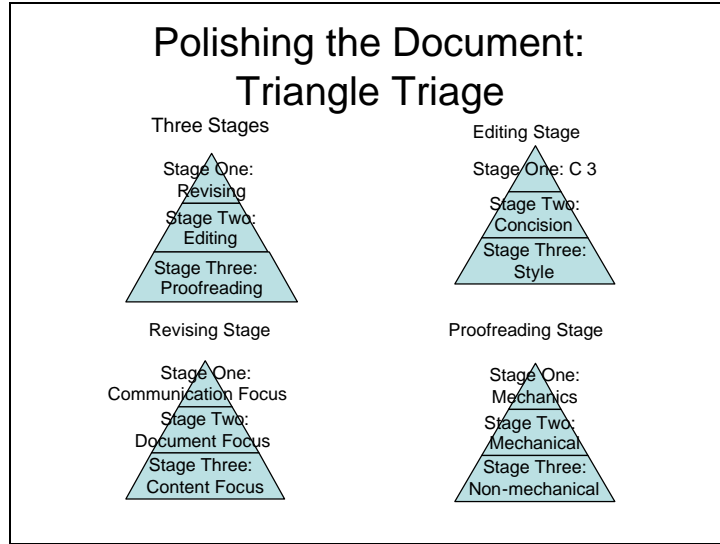 Polishing the Document:
Triangle Triage
Three Stages
Stage One:
Revising
Stage Two:
Editing
Stage Three:
Proofreading
Editing Stage
Stage One: C 3
Stage Two:
Concision
Stage Three:
Style
Revising Stage
Stage One:
Communication Focus
Stage Two:
Document Focus
Stage Three:
Content Focus
Proofreading Stage
Stage One:
Mechanics
Stage Two:
Mechanical
Stage Three:
Non-mechanical